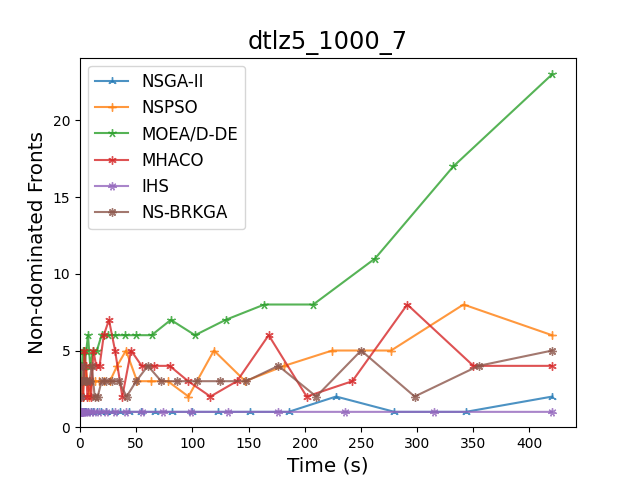 dtlz5_1000_7
Non-dominated Fronts
20
15
10
5
0
NSGA-II
NSPSO
MOEA/D-DE
MHACO
IHS
NS-BRKGA
0 50 100 150 200 250 300 350 400
Time (s)